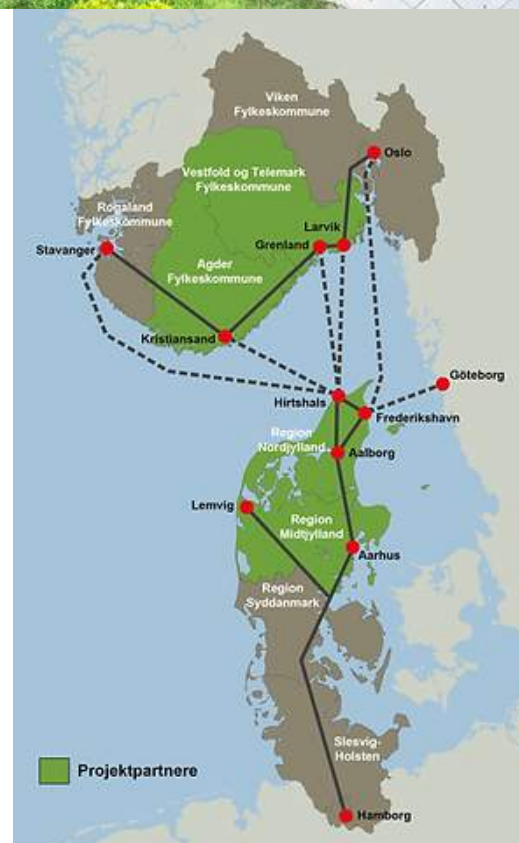 Viken
Fylkeskommune
Oslo
Vestfold og Telemark
Fylkeskommune
Rogaland
Fylkeskommune
Larvik
Stavanger
Grenland
Agder
Fylkeskommune
Kristiansand
Göteborg
Hirtshals
Frederikshavn
Region
Nordjylland
Aalborg
Lemvig
Region
Midtjylland
Aarhus
Region
Syddanmark
Slesvig-
Holsten
Projektpartnere
Hamborg